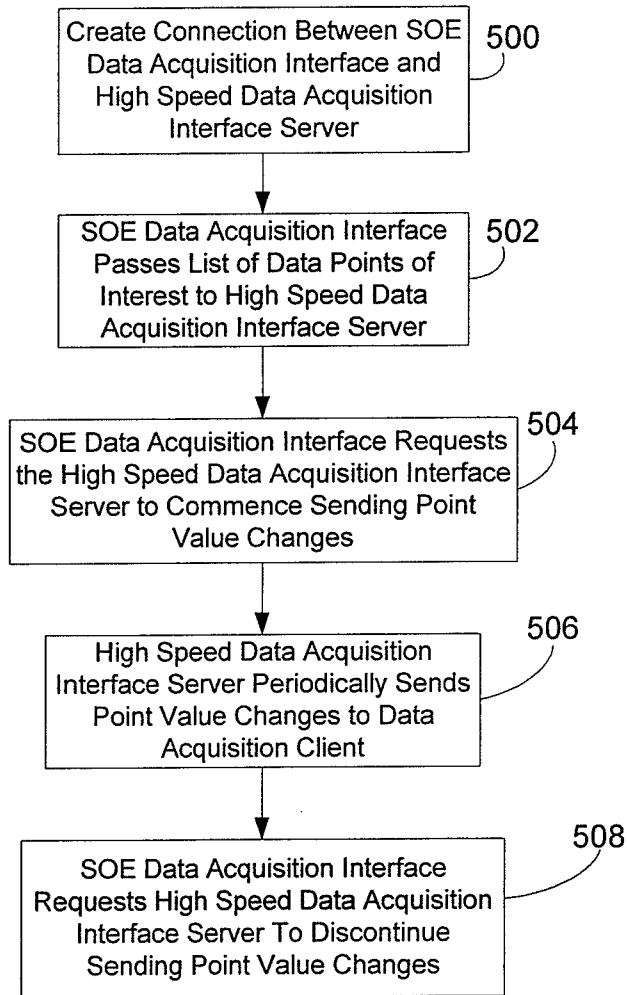 Create Connection Between SOE
Data Acquisition Interface and
High Speed Data Acquisition
Interface Server
500
SOE Data Acquisition Interface
Passes List of Data Points of
Interest to High Speed Data
Acquisition Interface Server
502
SOE Data Acquisition Interface Requests
the High Speed Data Acquisition Interface
Server to Commence Sending Point
Value Changes
504
High Speed Data Acquisition
Interface Server Periodically Sends
Point Value Changes to Data
Acquisition Client
506
SOE Data Acquisition Interface
Requests High Speed Data Acquisition
Interface Server To Discontinue
Sending Point Value Changes
508